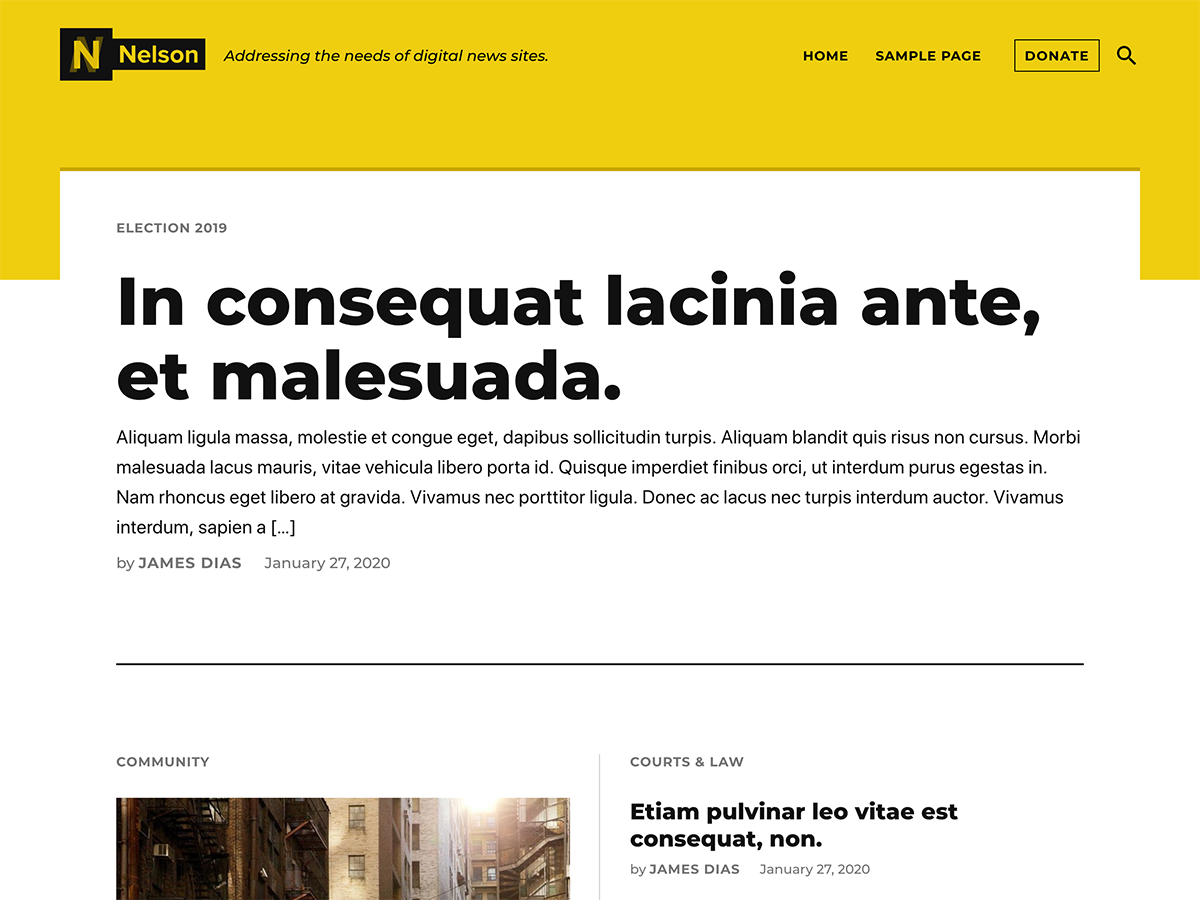 N Nelson
Addressing the needs of digital news sites.
HOME SAMPLE PAGE DONATE
ELECTION 2019
In consequat lacinia ante,
et malesuada.
Aliquam ligula massa, molestie et congue eget, dapibus sollicitudin turpis. Aliquam blandit quis risus non cursus. Morbi
malesuada lacus mauris, vitae vehicula libero porta id. Quisque imperdiet finibus orci, ut interdum purus egestas in.
Nam rhoncus eget libero at gravida. Vivamus nec porttitor ligula. Donec ac lacus nec turpis interdum auctor. Vivamus
interdum, sapien a […]
by JAMES DIAS January 27, 2020
COMMUNITY
COURTS & LAW
Etiam pulvinar leo vitae est
consequat, non.
by JAMES DIAS January 27, 2020